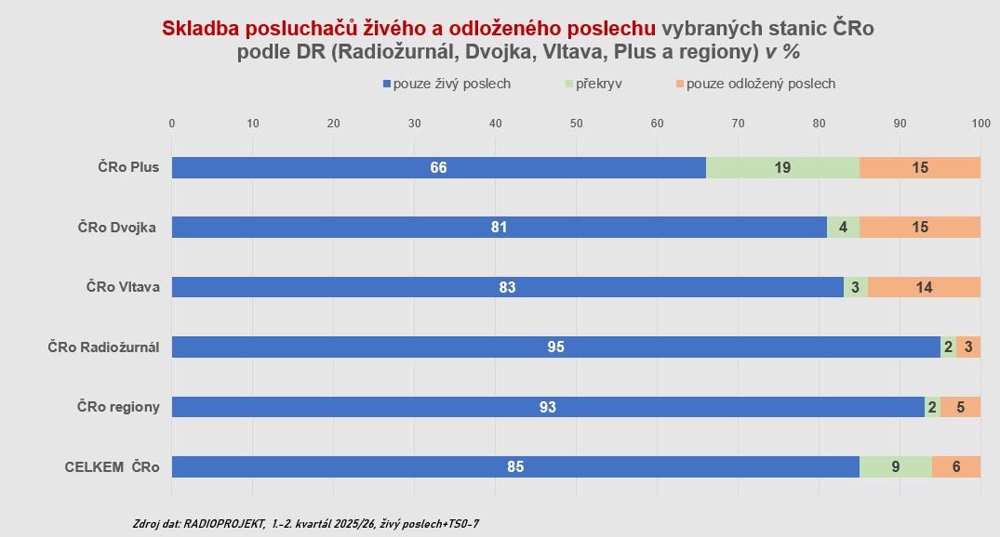 Skladba posluchačů živého a odloženého poslechu vybraných stanic ČRo
podle DR (Radiožurnál, Dvojka, Vltava, Plus a regiony) v %
pouze živý poslech překryv pouze odložený poslech
0 10 20 30 40 50 60 70 80 90 100
ČRo Plus 66 19 15
ČRo Dvojka 81 4 15
ČRo Vltava 83 3 14
ČRo Radiožurnál 95 2 3
ČRo regiony 93 2 5
CELKEM ČRo 85 9 6
Zdroj dat: RADIOPROJEKT, 1.-2. kvartál 2025/26, živý poslech+TS0-7